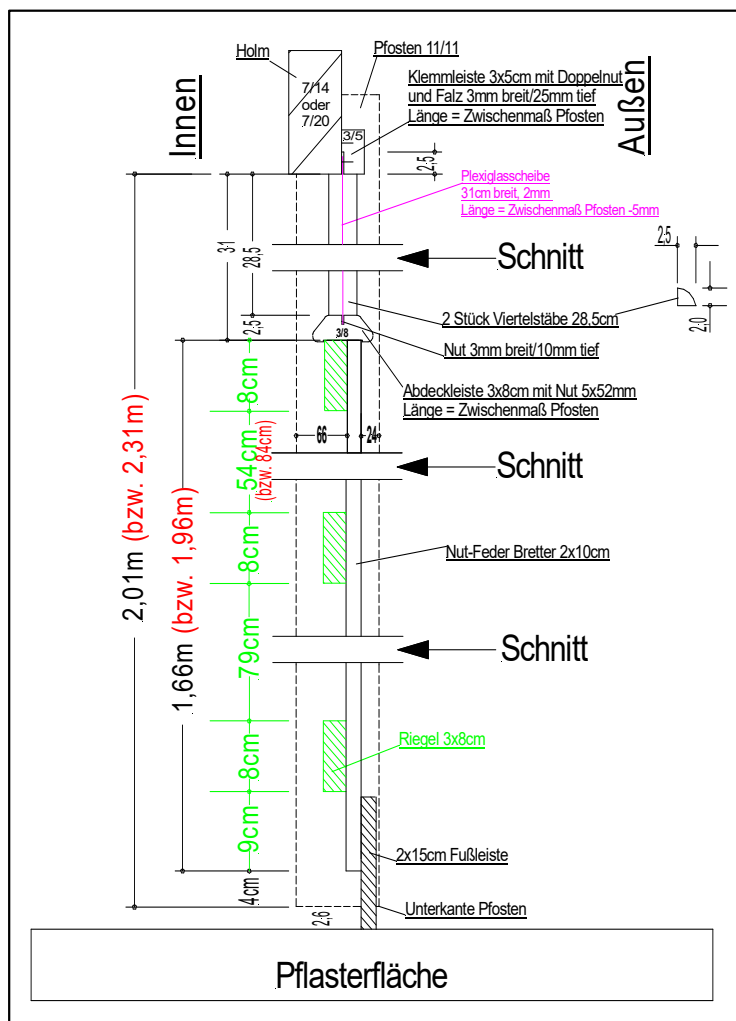 Holm
Pfosten 11/11
Innen
7/14
oder
7/20
Klemmleiste 3x5cm mit Doppelnut
und Falz 3mm breit/25mm tief
Länge = Zwischenmaß Pfosten
Außen
3/5
2,5
Plexiglasscheibe
31cm breit, 2mm
Länge = Zwischenmaß Pfosten -5mm
31
28,5
Schnitt
2,5
2,0
2 Stück Viertelstäbe 28,5cm
2,5
3/8
Nut 3mm breit/10mm tief
Abdeckleiste 3x8cm mit Nut 5x52mm
Länge = Zwischenmaß Pfosten
8cm
66
24
54cm
(bzw. 84cm)
Schnitt
2,01m (bzw. 2,31m)
1,66m (bzw. 1,96m)
8cm
Nut-Feder Bretter 2x10cm
79cm
Schnitt
8cm
Riegel 3x8cm
9cm
2x15cm Fußleiste
4cm
2,6
Unterkante Pfosten
Pflasterfläche